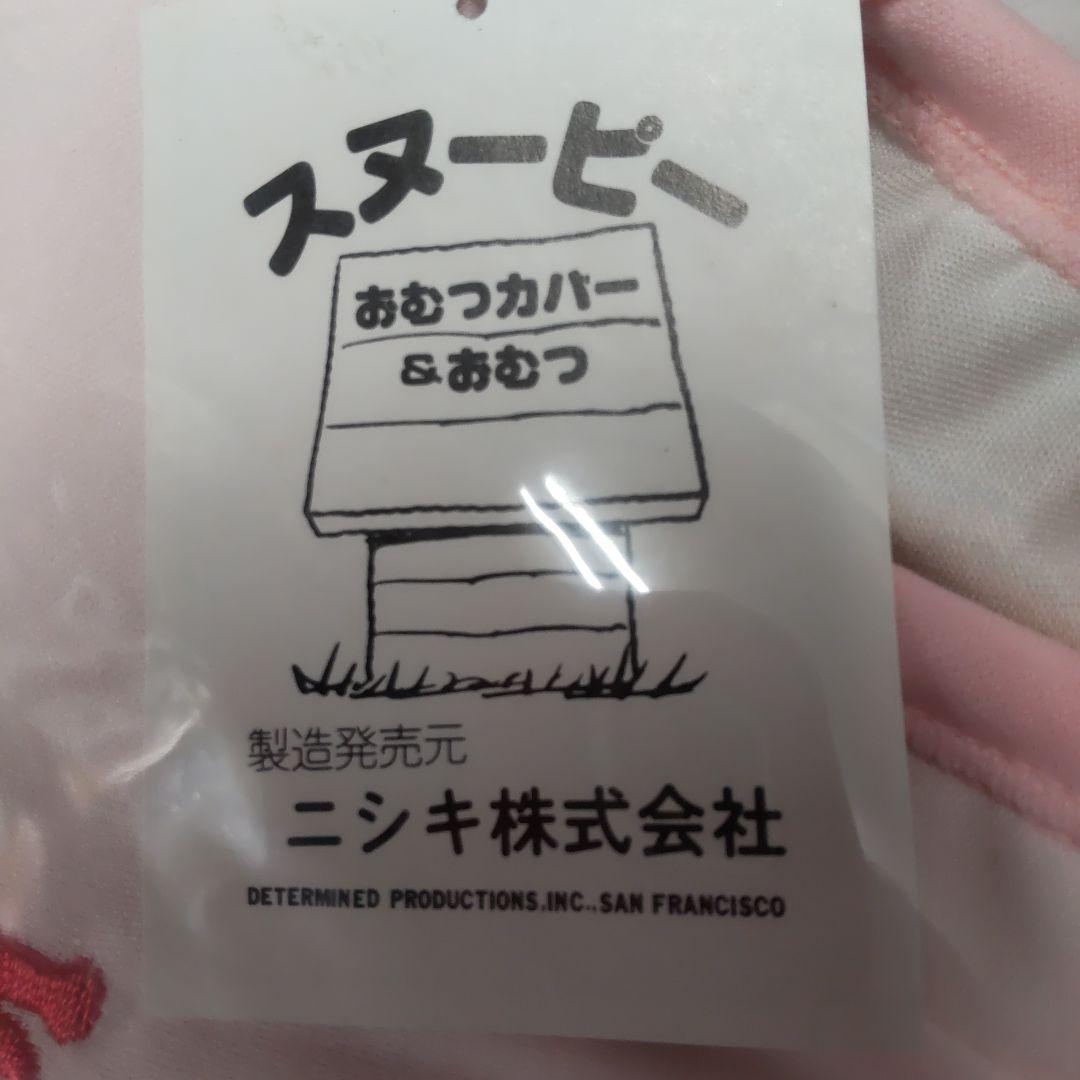 スヌーピー
おむつカバー
&おむつ
製造発売元
ニシキ株式会社
DETERMINED PRODUCTIONS,INC.,SAN FRANCISCO